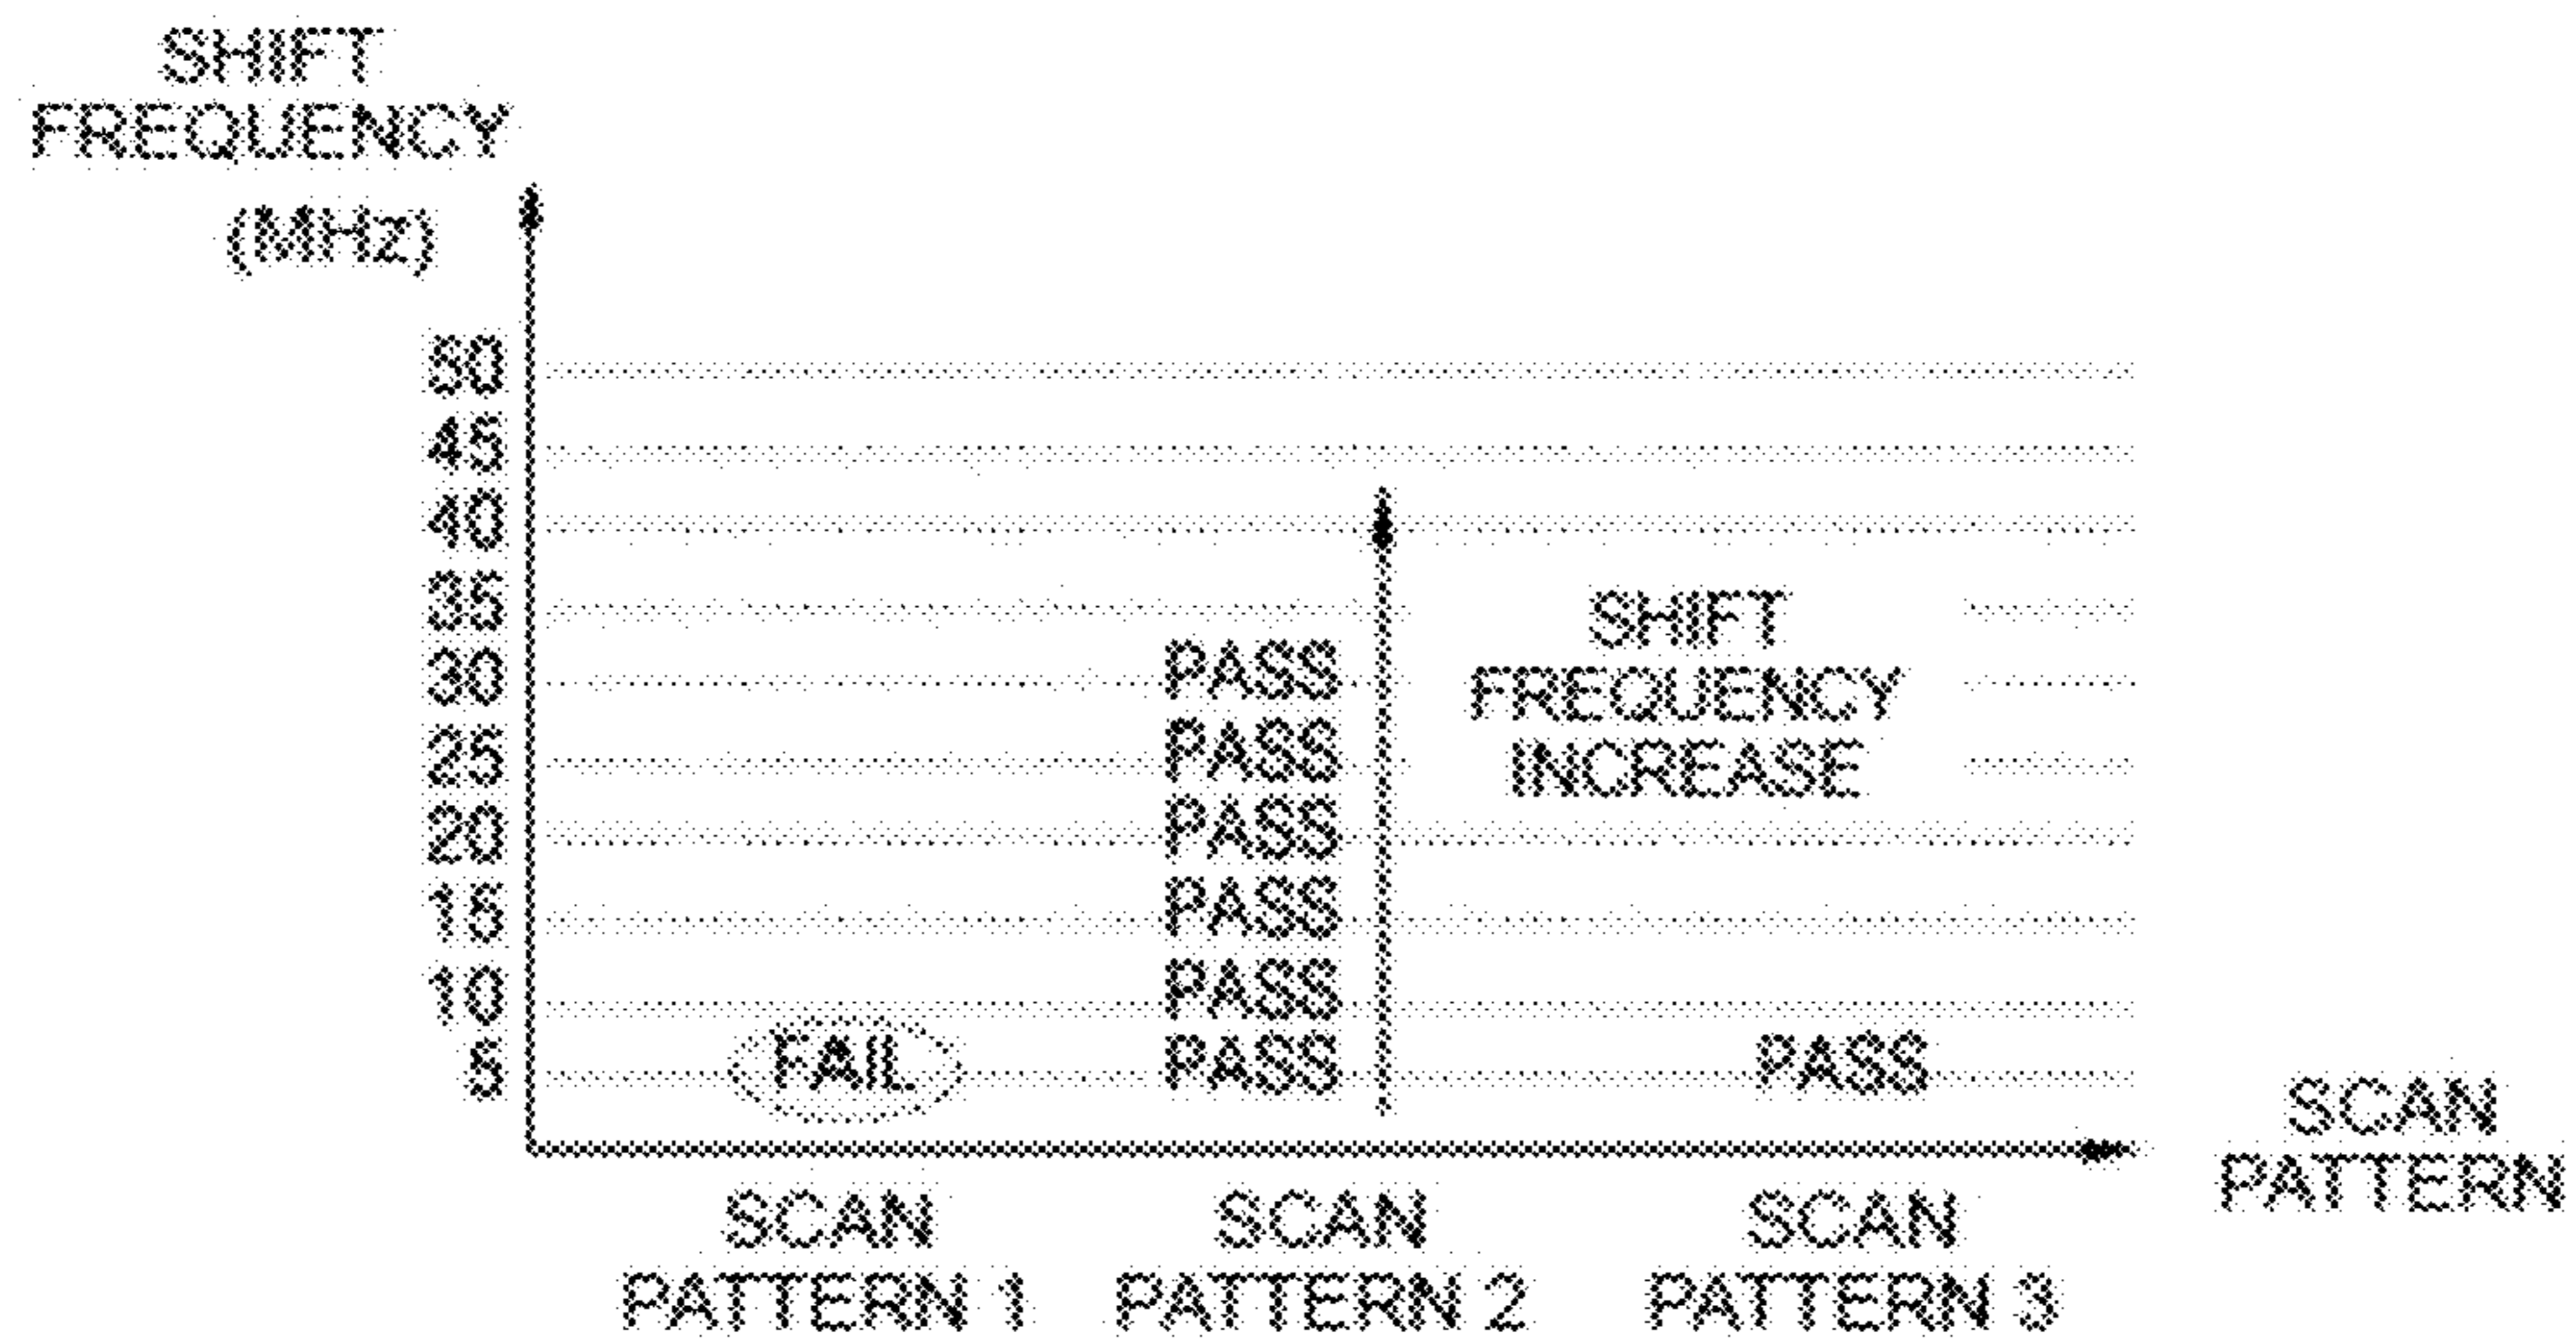 SHIFT
FREQUENCY
(MHz)
50
45
40
35
30
25
20
15
10
5
PASS
PASS
PASS
PASS
PASS
FAIL
PASS
PASS
SHIFT
FREQUENCY
INCREASE
SCAN
PATTERN 1
SCAN
PATTERN 2
SCAN
PATTERN 3
SCAN
PATTERN